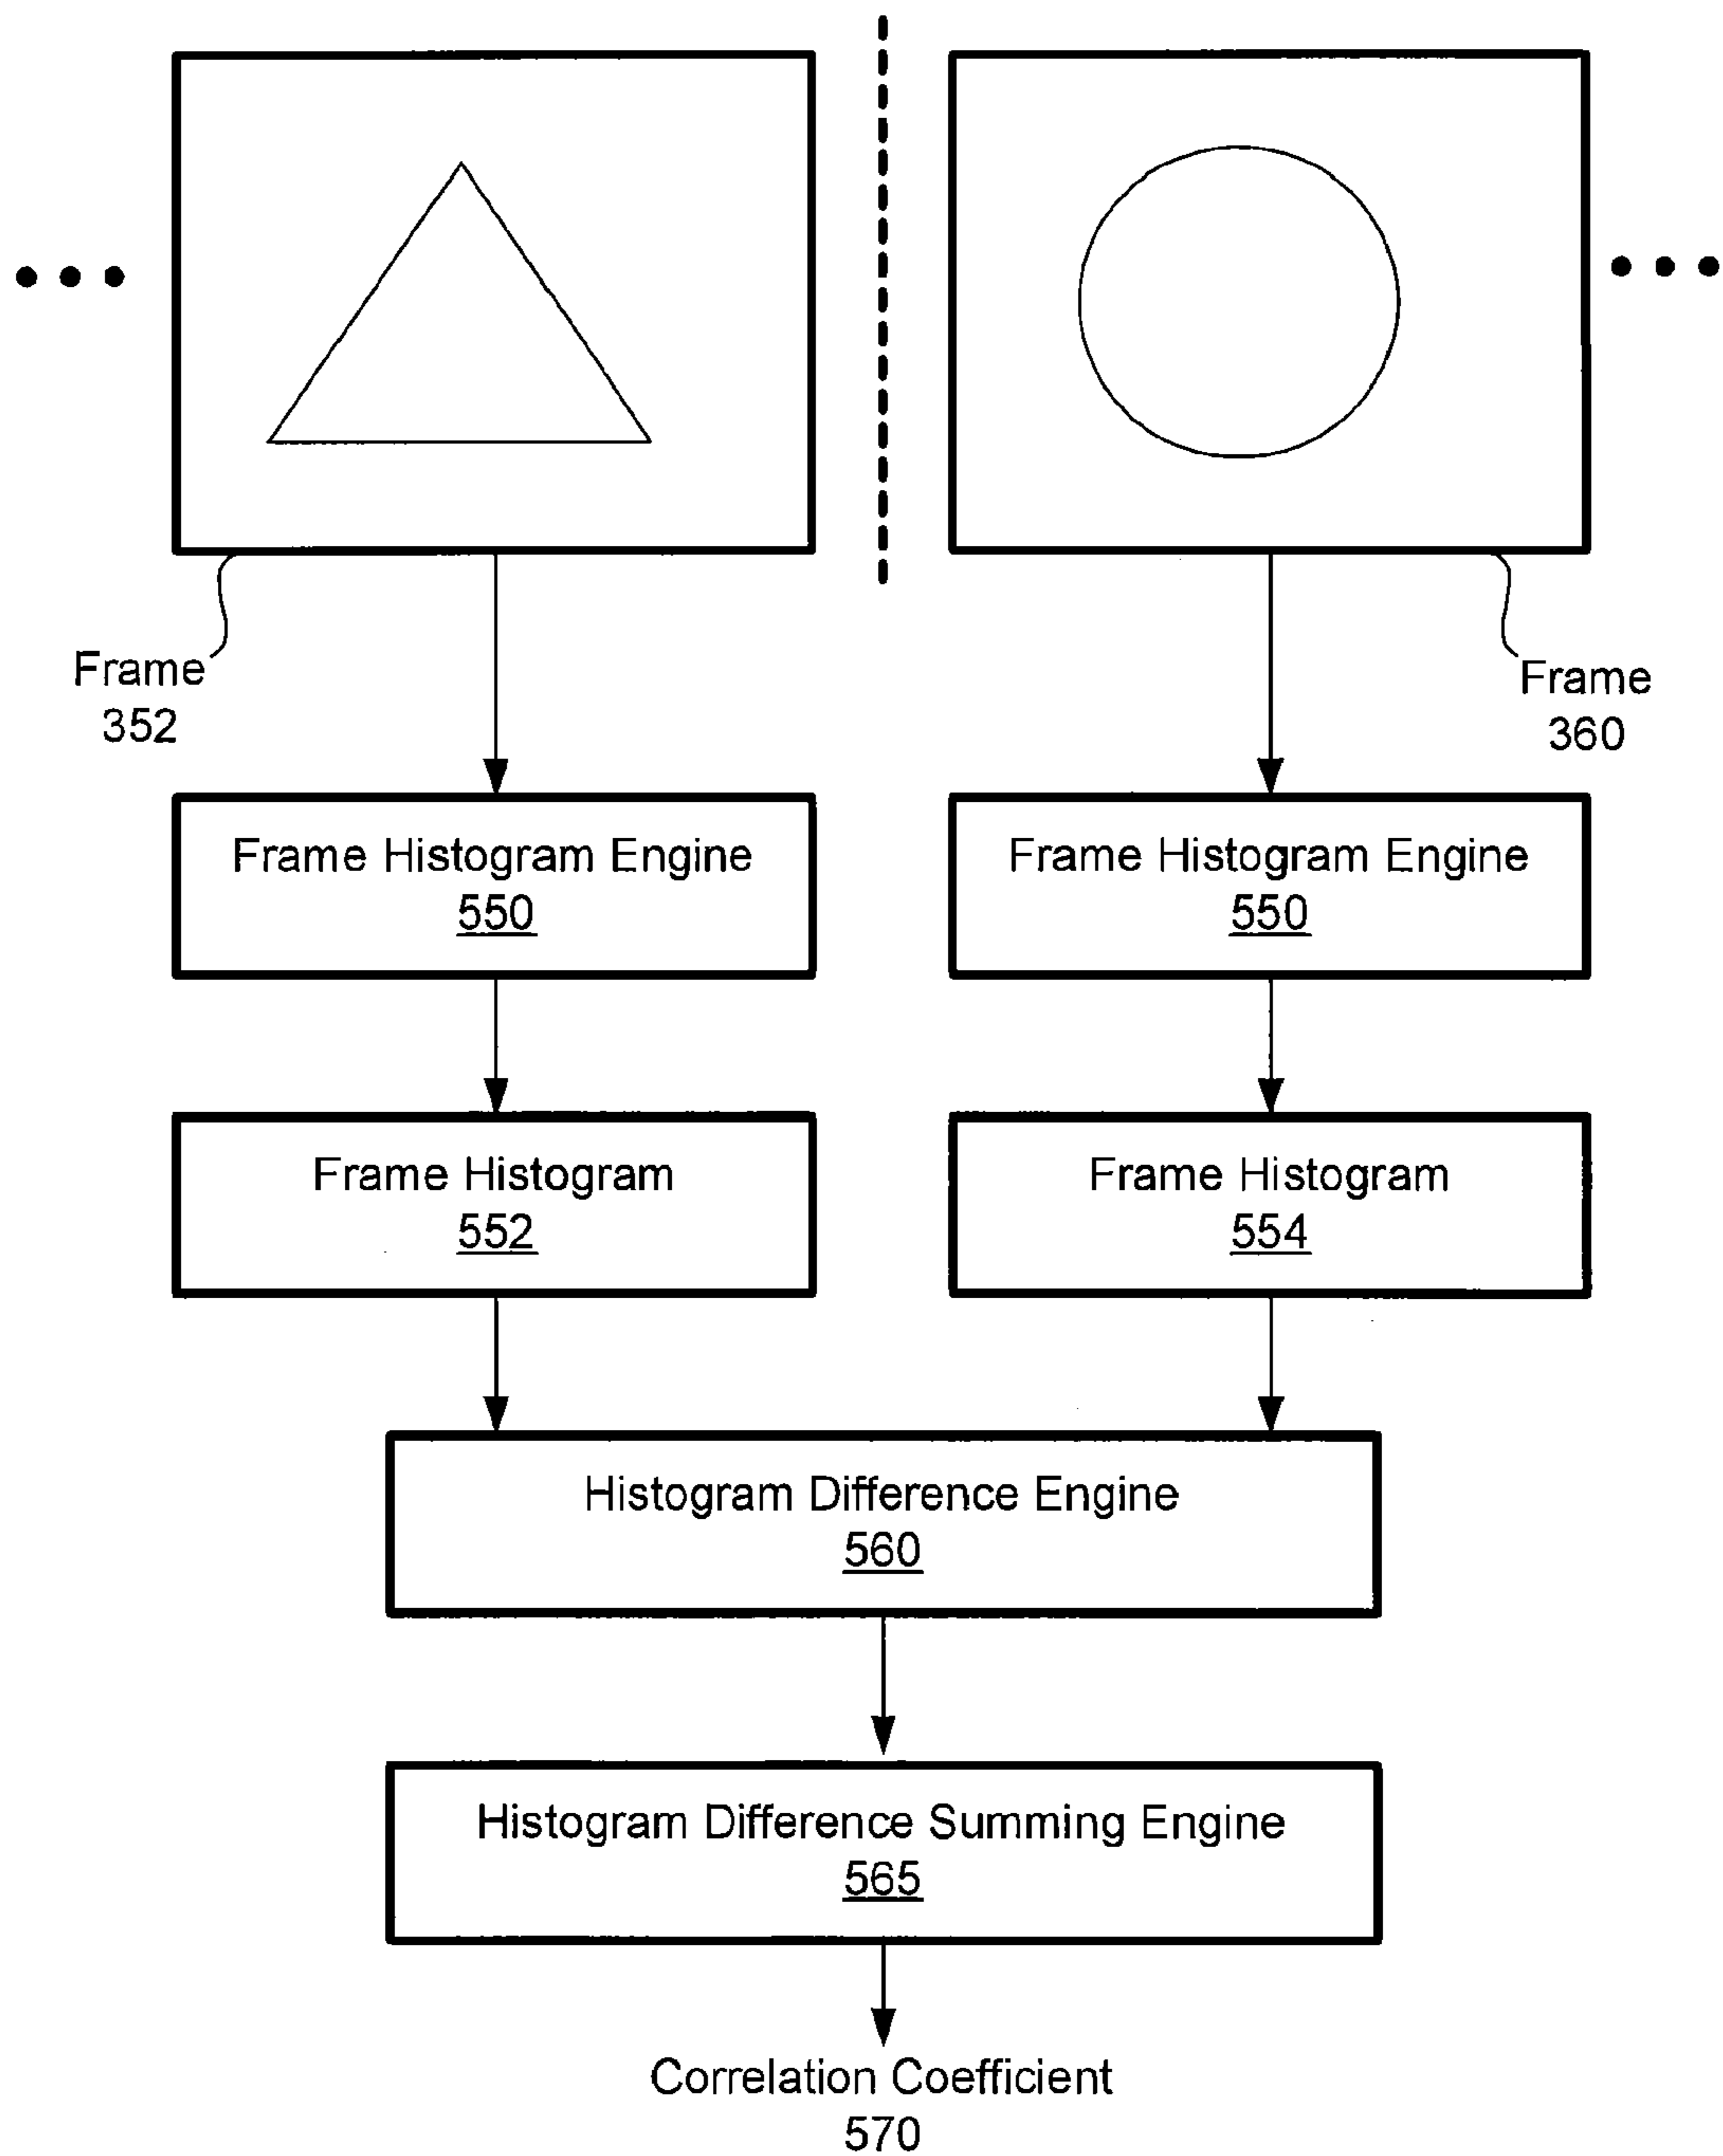 Frame
352
Frame
360
Frame Histogram Engine
550
Frame Histogram Engine
550
Frame Histogram
552
Frame Histogram
554
Histogram Difference Engine
560
Histogram Difference Summing Engine
565
Correlation Coefficient
570